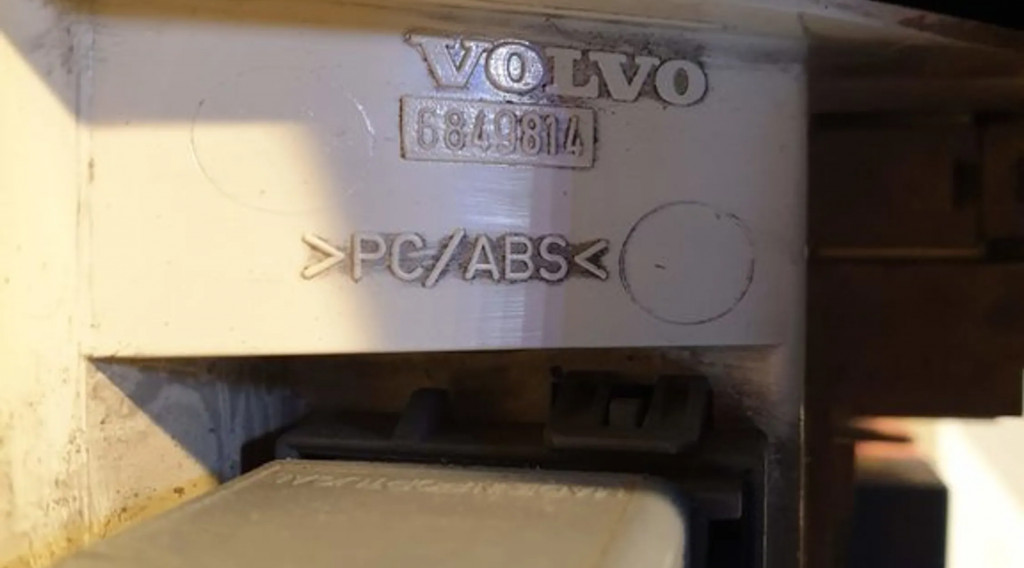 VOLVO
6849814
>PC/ABS<